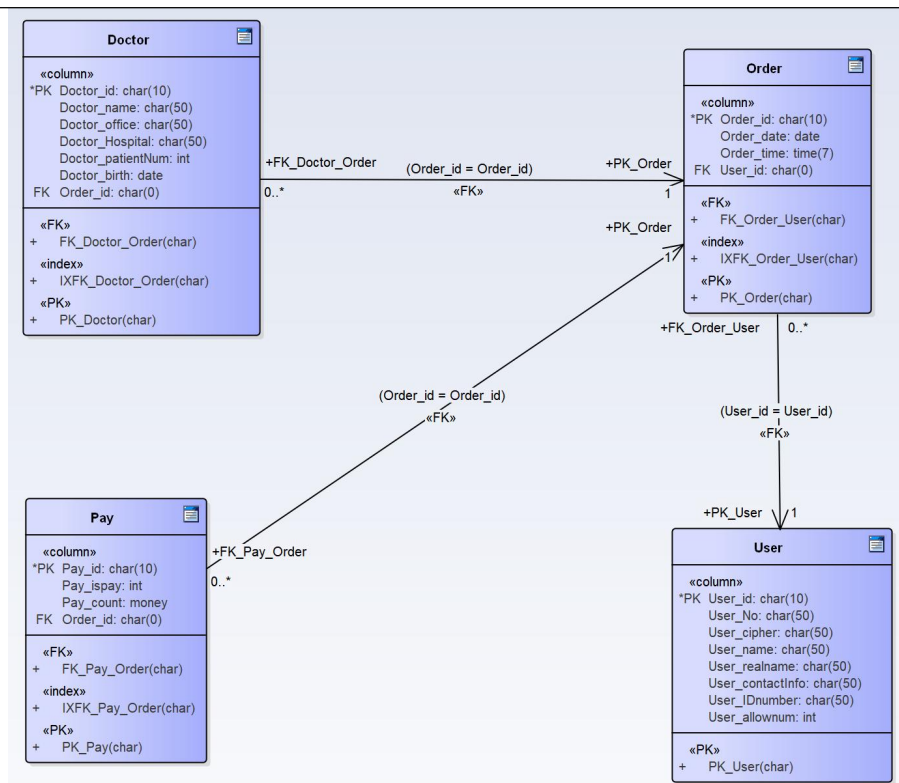 Doctor
«column»
*PK Doctor_id: char(10)
Doctor_name: char(50)
Doctor_office: char(50)
Doctor_Hospital: char(50)
Doctor_patientNum: int
Doctor_birth: date
FK Order_id: char(0)
«FK»
+ FK_Doctor_Order(char)
«index»
+ IXFK_Doctor_Order(char)
«PK»
+ PK_Doctor(char)
+FK_Doctor_Order
0..*
(Order_id = Order_id)
«FK»
+PK_Order
1
Order
«column»
*PK Order_id: char(10)
Order_date: date
Order_time: time(7)
FK User_id: char(0)
«FK»
+ FK_Order_User(char)
«index»
+ IXFK_Order_User(char)
«PK»
+ PK_Order(char)
+PK_Order
1
(Order_id = Order_id)
«FK»
+FK_Pay_Order
0..*
+FK_Order_User
0..*
(User_id = User_id)
«FK»
+PK_User
1
Pay
«column»
*PK Pay_id: char(10)
Pay_ispay: int
Pay_count: money
FK Order_id: char(0)
«FK»
+ FK_Pay_Order(char)
«index»
+ IXFK_Pay_Order(char)
«PK»
+ PK_Pay(char)
User
«column»
*PK User_id: char(10)
User_No: char(50)
User_cipher: char(50)
User_name: char(50)
User_realname: char(50)
User_contactInfo: char(50)
User_IDnumber: char(50)
User_allownum: int
«PK»
+ PK_User(char)